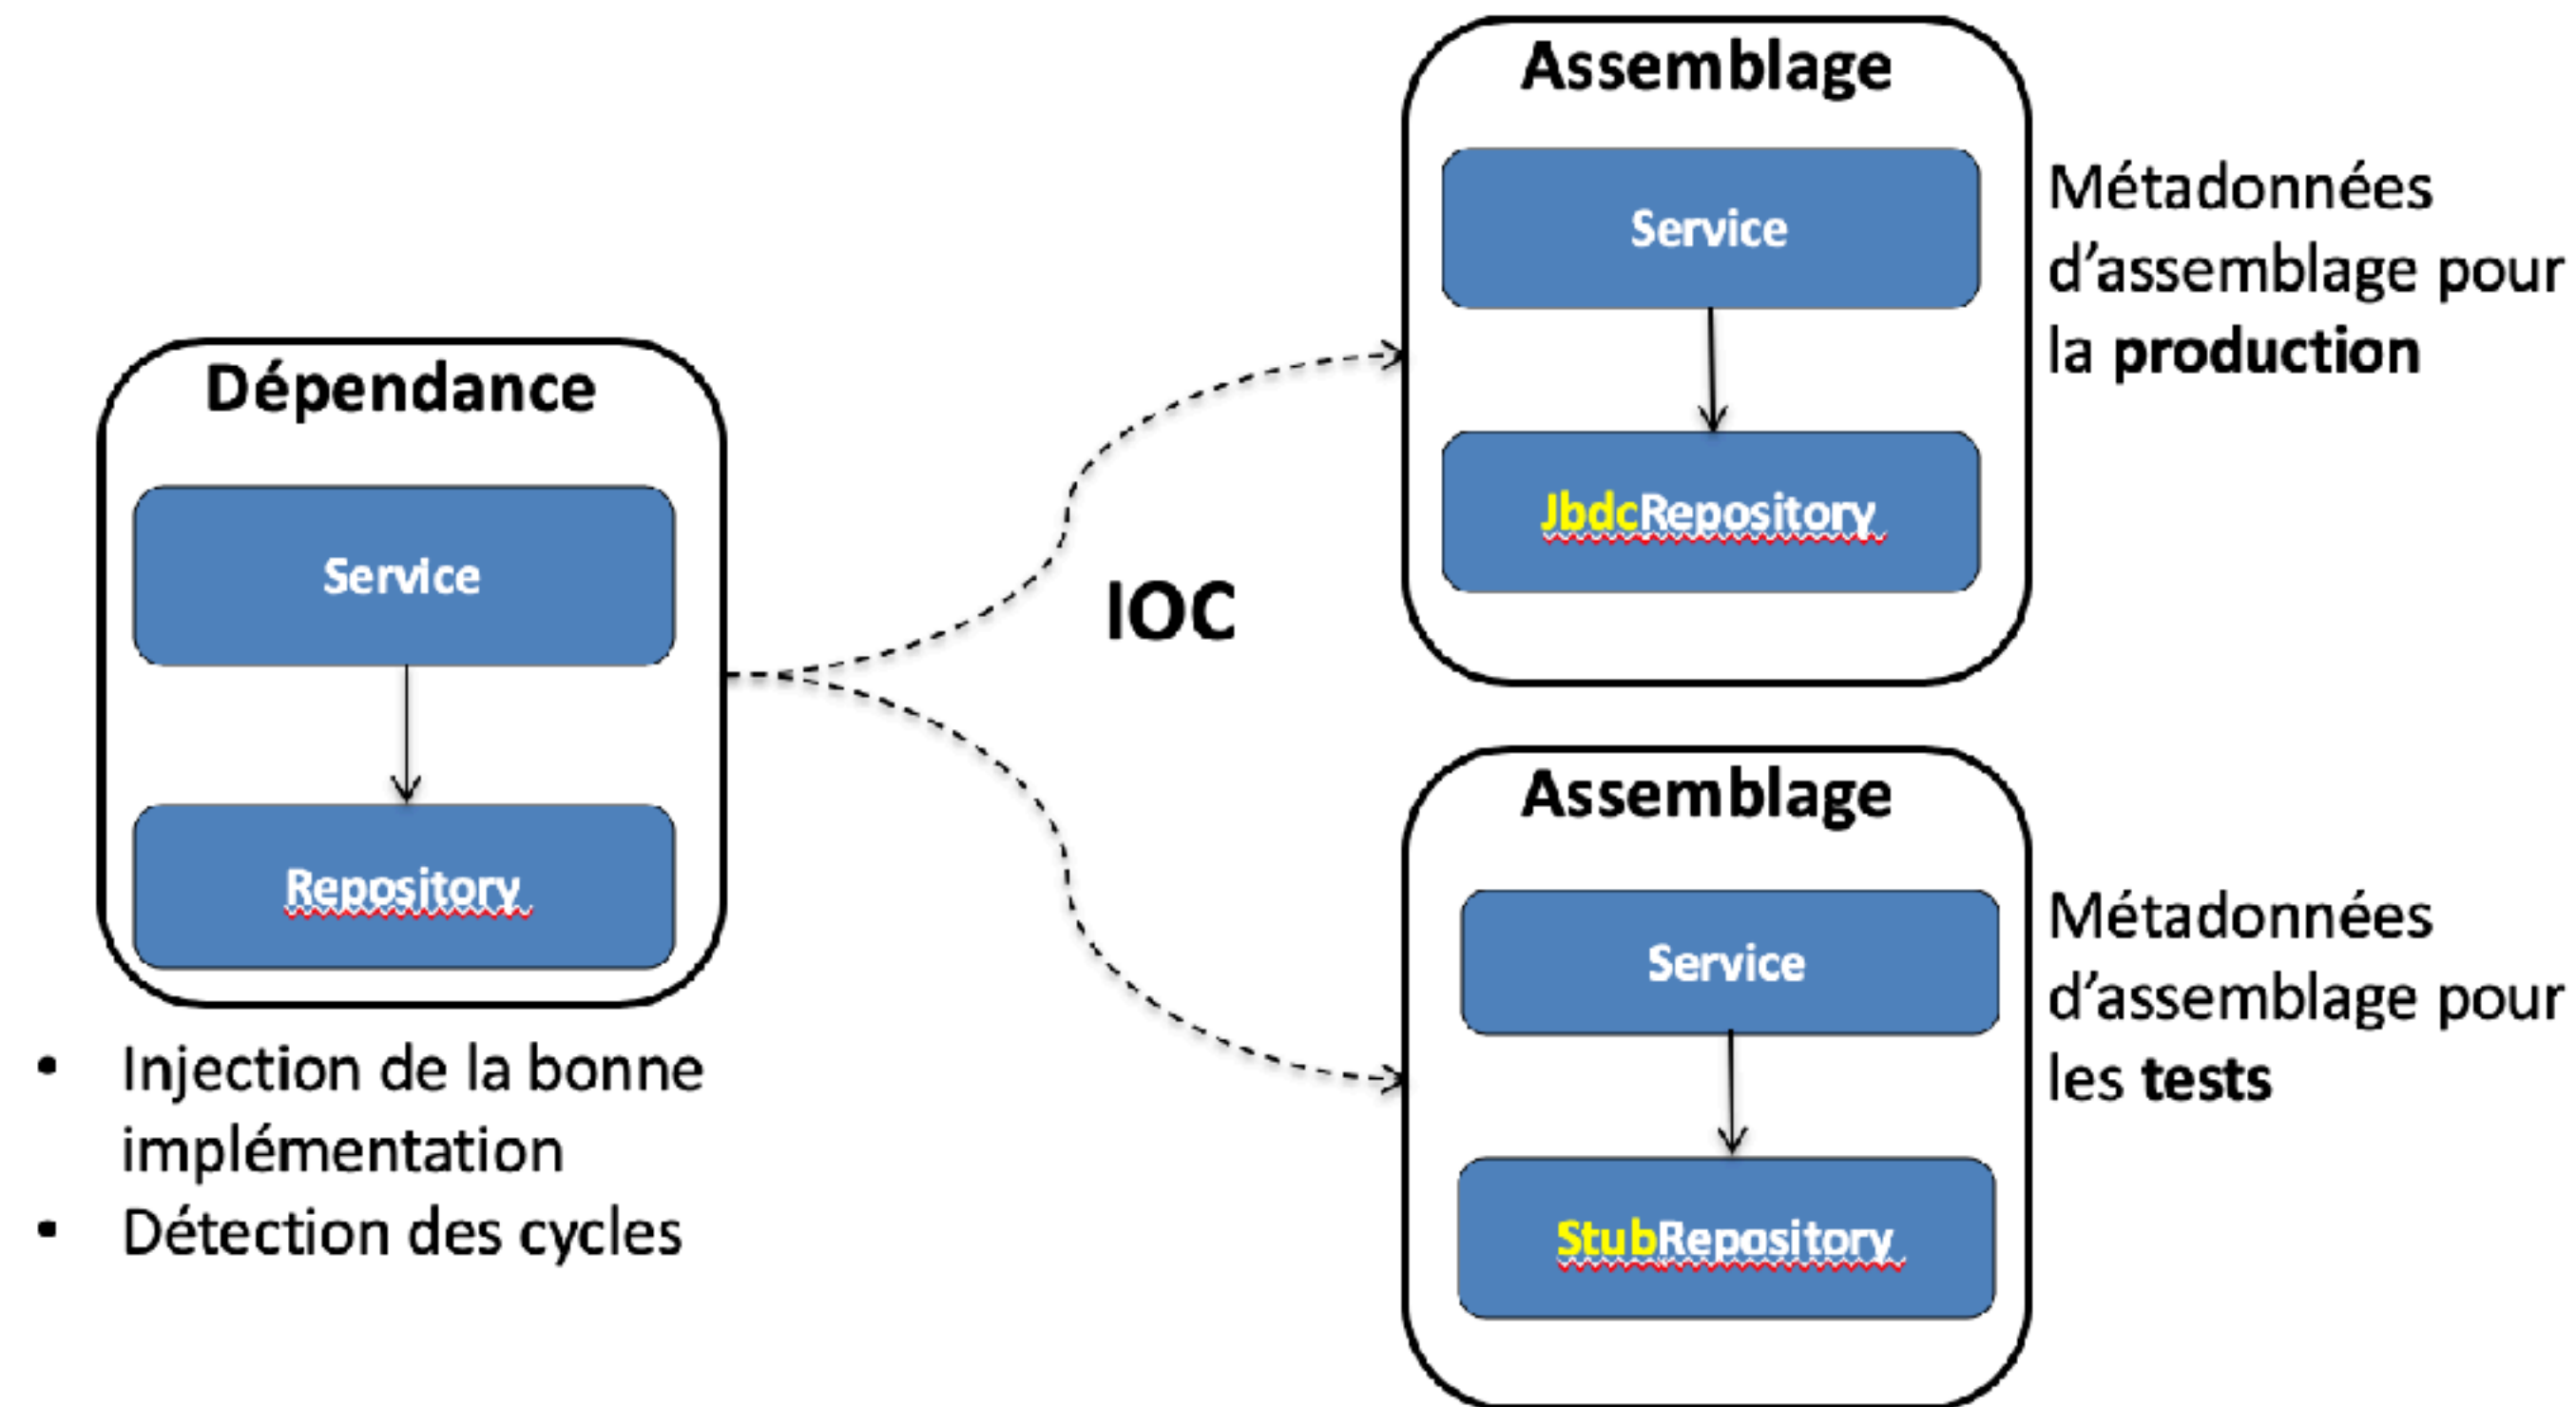 Dépendance
Service
Repository
• Injection de la bonne
implémentation
• Détection des cycles
IOC
Assemblage
Service
JbdcRepository
Métadonnées
d’assemblage pour
la production
Assemblage
Service
StubRepository
Métadonnées
d’assemblage pour
les tests